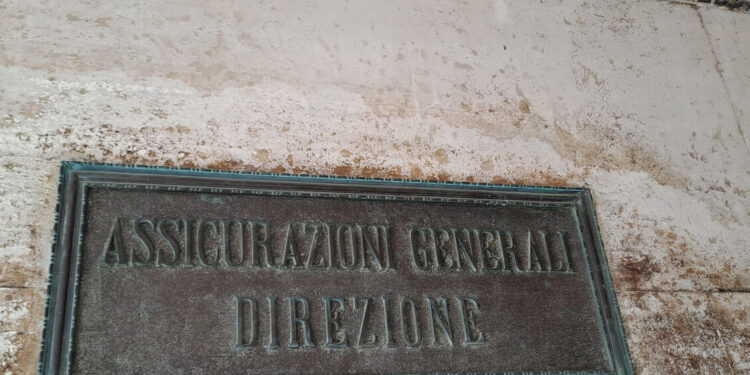 ASSICURAZIONI GENERALI
DIREZIONE